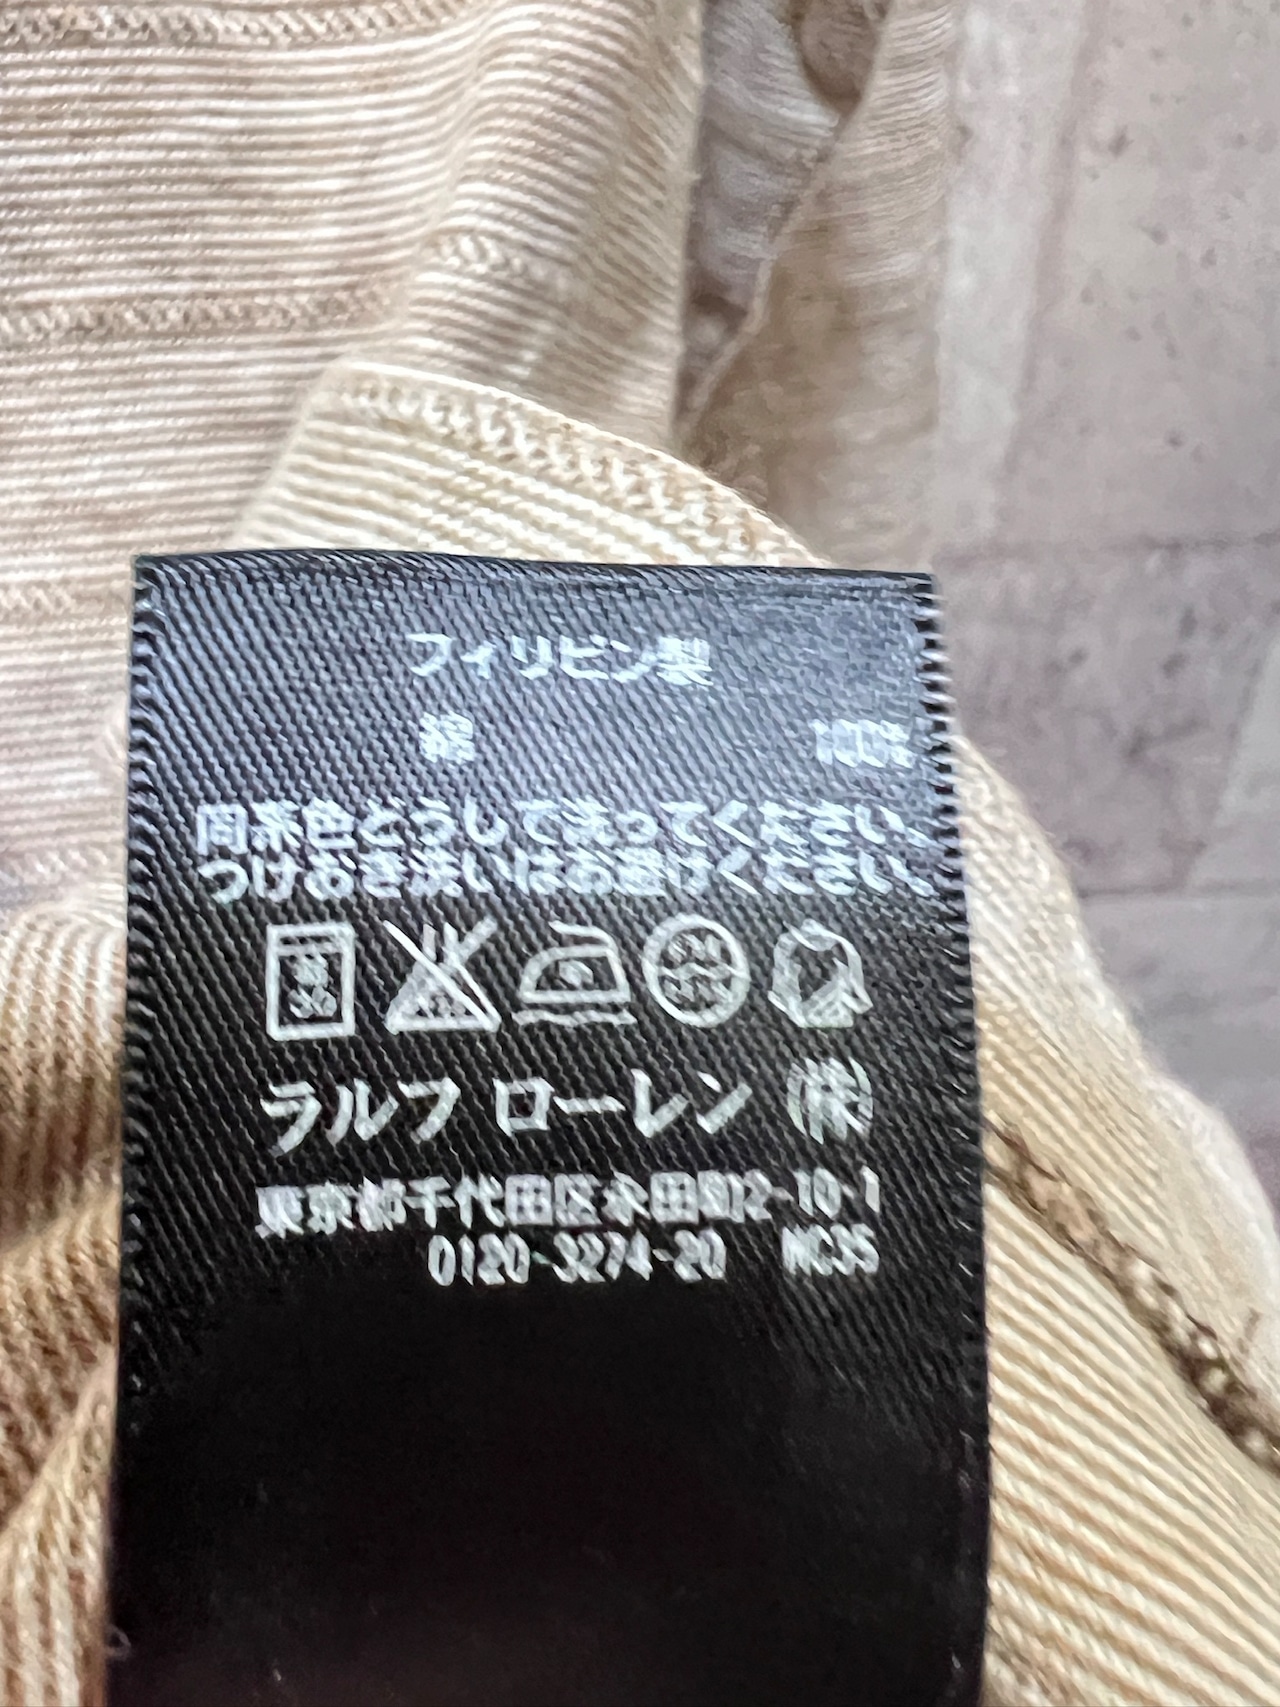 フィリピン製
綿 100%
同系色どうしで洗ってください、
つけおき洗いはお避けください、
ラルフ ローレン (株)
東京都千代田区永田町2-10-1
0120-3274-20